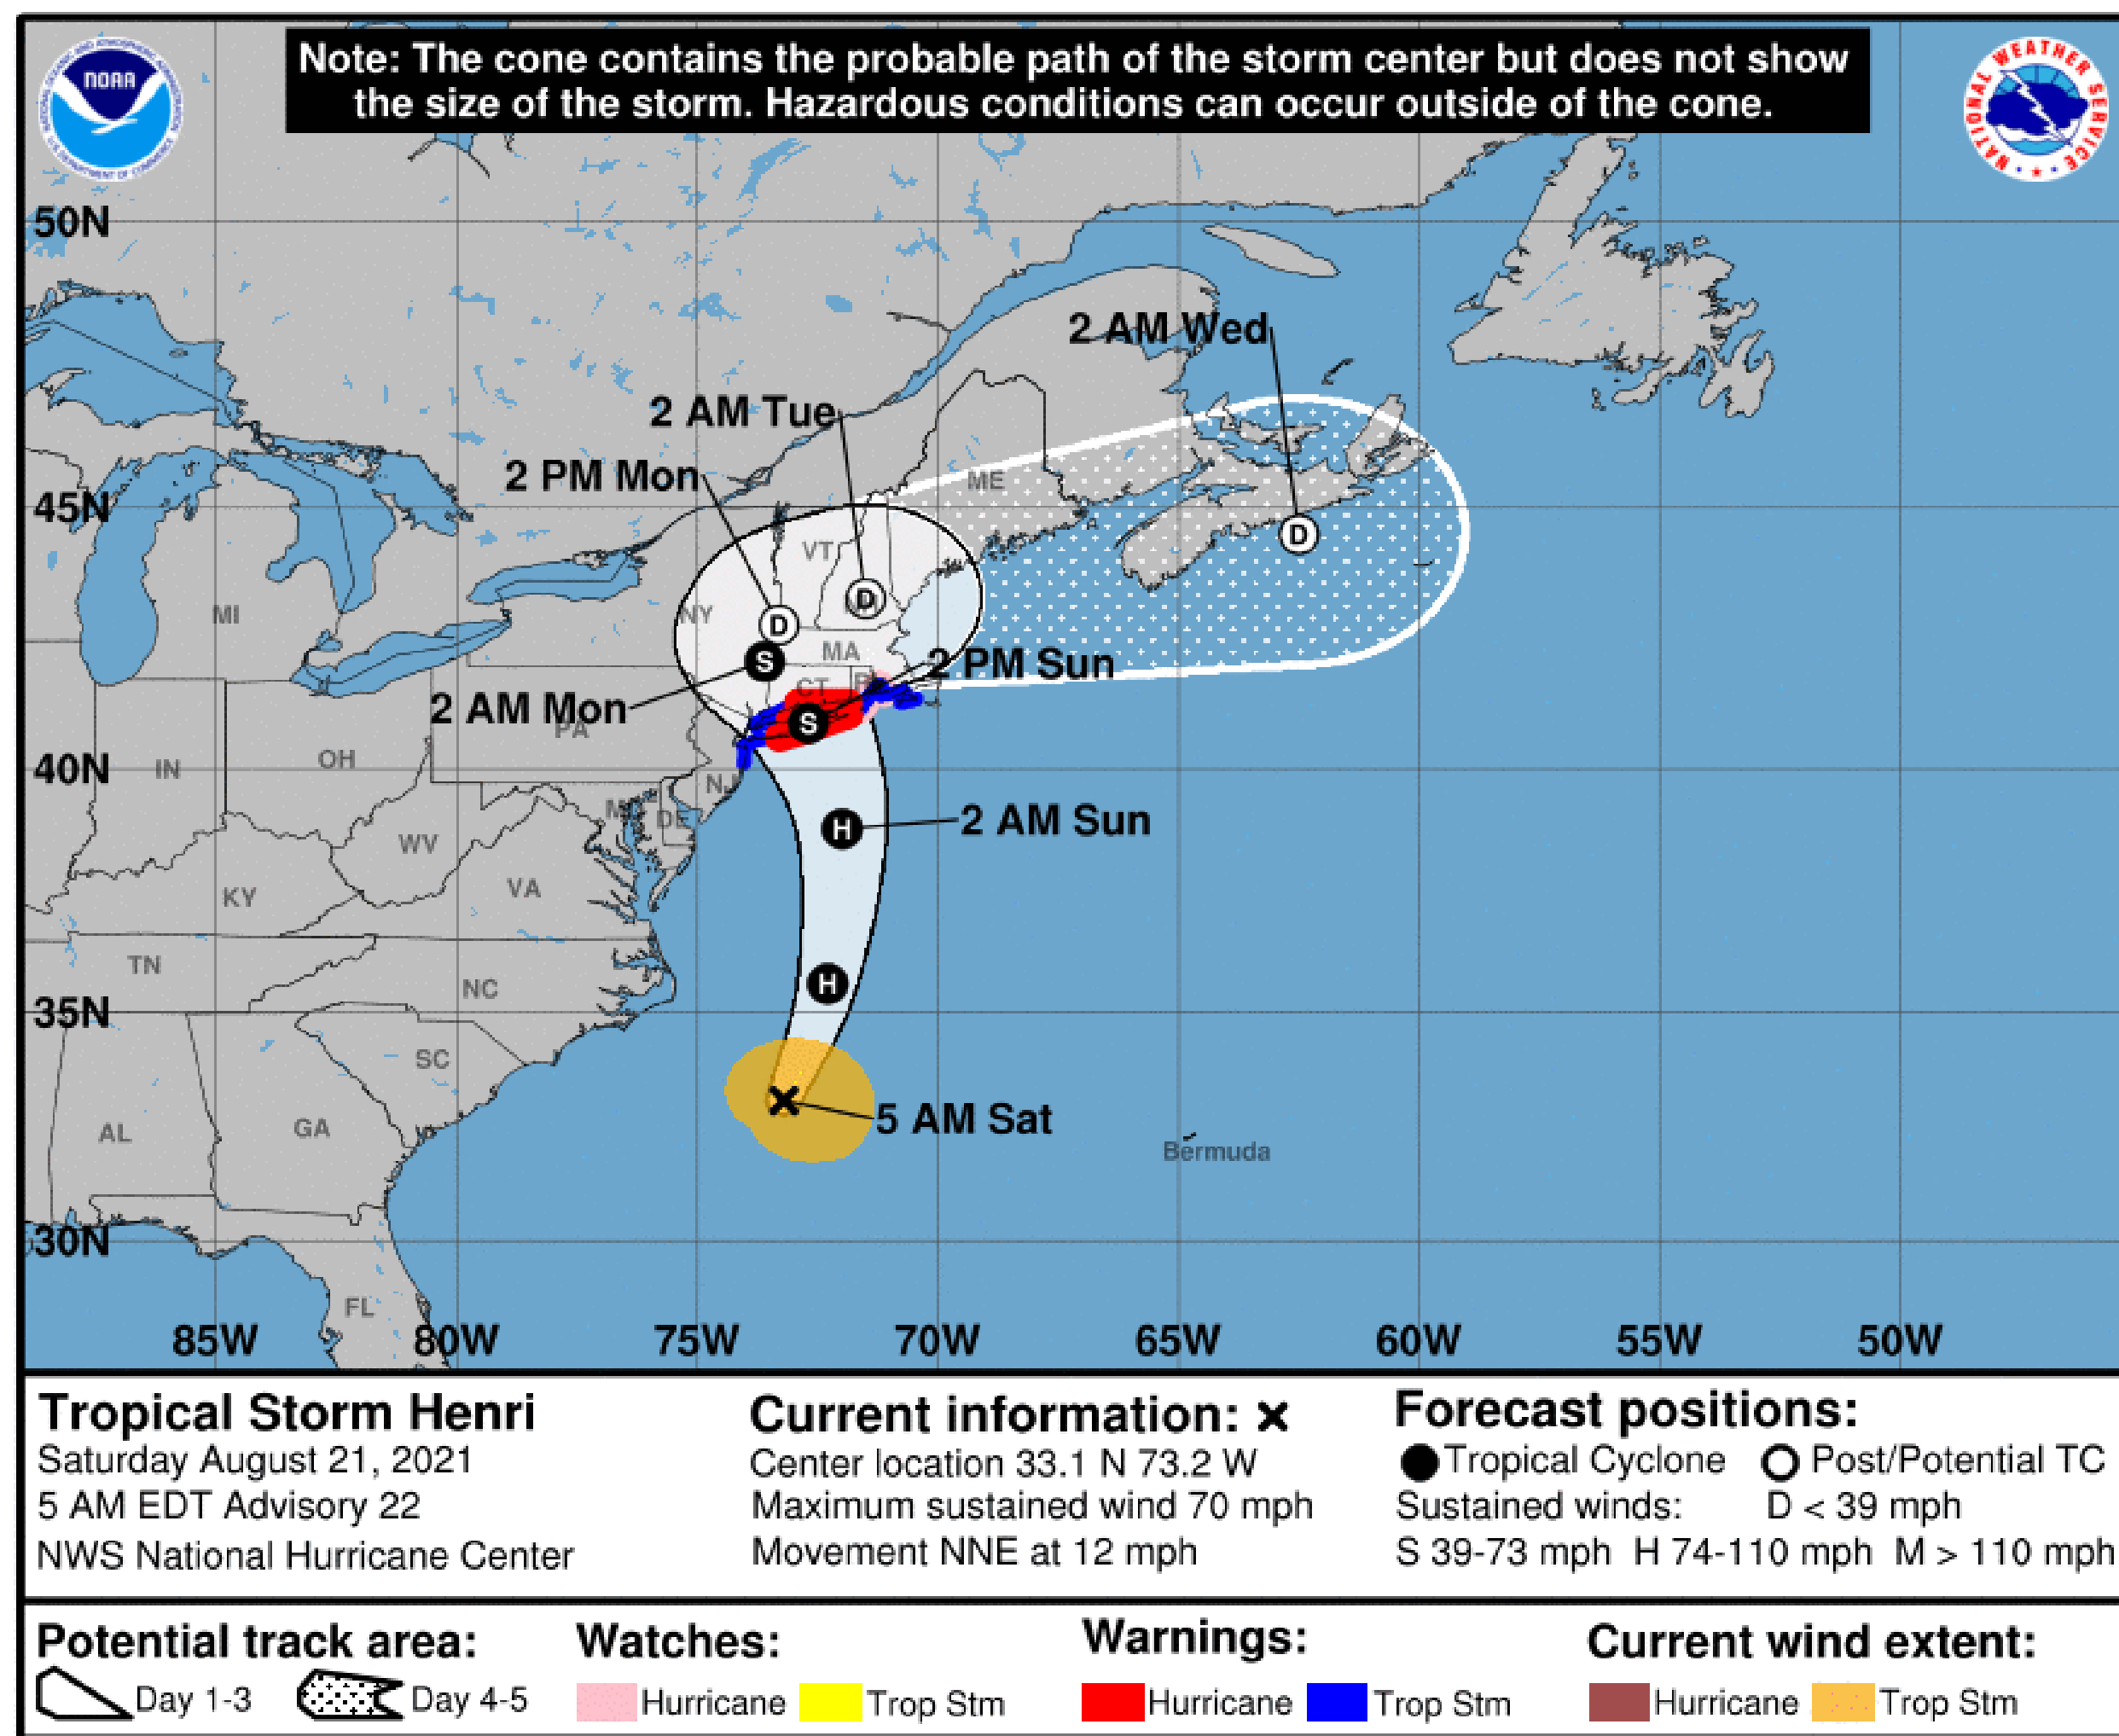 NOAA
NATIONAL WEATHER SERVICE
Note: The cone contains the probable path of the storm center but does not show
the size of the storm. Hazardous conditions can occur outside of the cone.
50N
2 AM Wed
2 AM Tue
2 PM Mon
ME
45N
VT
MI
NY
MA
2 PM Sun
CT
2 AM Mon
PA
OH
40N
IN
NJ
DE
2 AM Sun
WV
VA
KY
TN
NC
35N
SC
5 AM Sat
AL
GA
Bermuda
30N
FL
85W
80W
75W
70W
65W
60W
55W
50W
D
D
D
S
S
H
H
Tropical Storm Henri
Saturday August 21, 2021
5 AM EDT Advisory 22
NWS National Hurricane Center
Current information: x
Center location 33.1 N 73.2 W
Maximum sustained wind 70 mph
Movement NNE at 12 mph
Forecast positions:
Tropical Cyclone Post/Potential TC
Sustained winds: D < 39 mph
S 39-73 mph H 74-110 mph M > 110 mph
Potential track area:
Day 1-3 Day 4-5
Watches:
Hurricane Trop Stm
Warnings:
Hurricane Trop Stm
Current wind extent:
Hurricane Trop Stm